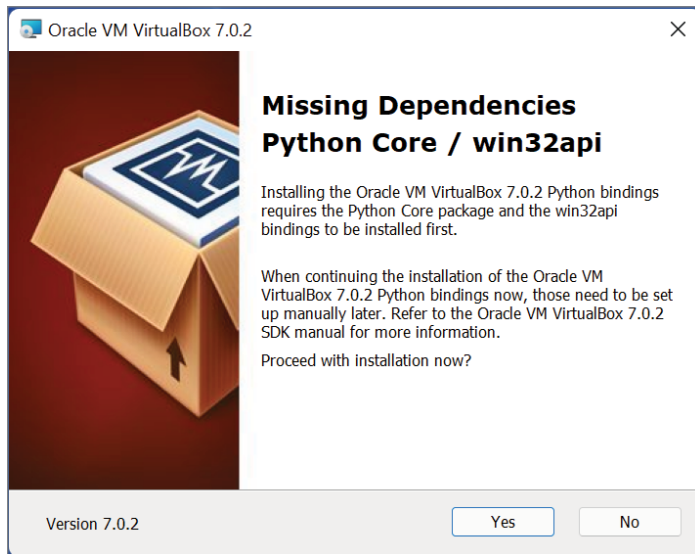 Oracle VM VirtualBox 7.0.2
Missing Dependencies
Python Core / win32api
Installing the Oracle VM VirtualBox 7.0.2 Python bindings
requires the Python Core package and the win32api
bindings to be installed first.
When continuing the installation of the Oracle VM
VirtualBox 7.0.2 Python bindings now, those need to be set
up manually later. Refer to the Oracle VM VirtualBox 7.0.2
SDK manual for more information.
Proceed with installation now?
Version 7.0.2
Yes
No